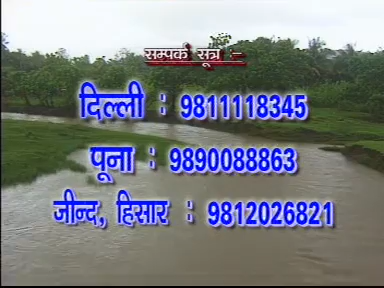 सम्पर्क सूत्र :-
दिल्ली : 9811118345
पूना : 9890088863
जीन्द, हिसार : 9812026821